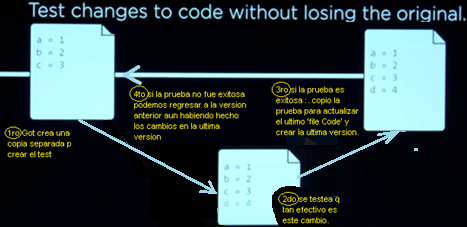 Test changes to code without losing the original.
a = 1
b = 2
c = 3
1ro Got crea una
copia separada p
crear el test
4to si la prueba no fue exitosa
podemos regresar a la version
anterior aun habiendo hecho
los cambios en la ultima
version
3ro si la prueba es
exitosa :. copio la
prueba para actualizar
el ultimo 'file Code' y
crear la ultima version.
a = 1
b = 2
c = 3
d = 4
a = 1
b = 2
c = 3
d = 4
2do se testea q
tan efectivo es
este cambio.